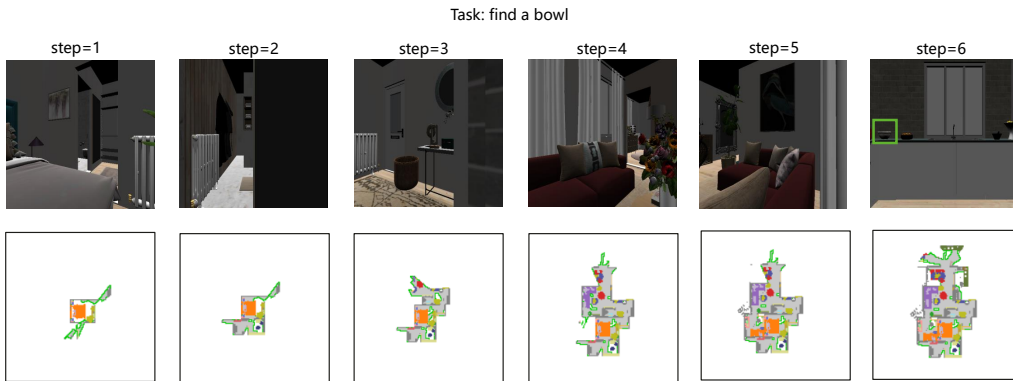 Task: find a bowl
step=1
step=2
step=3
step=4
step=5
step=6